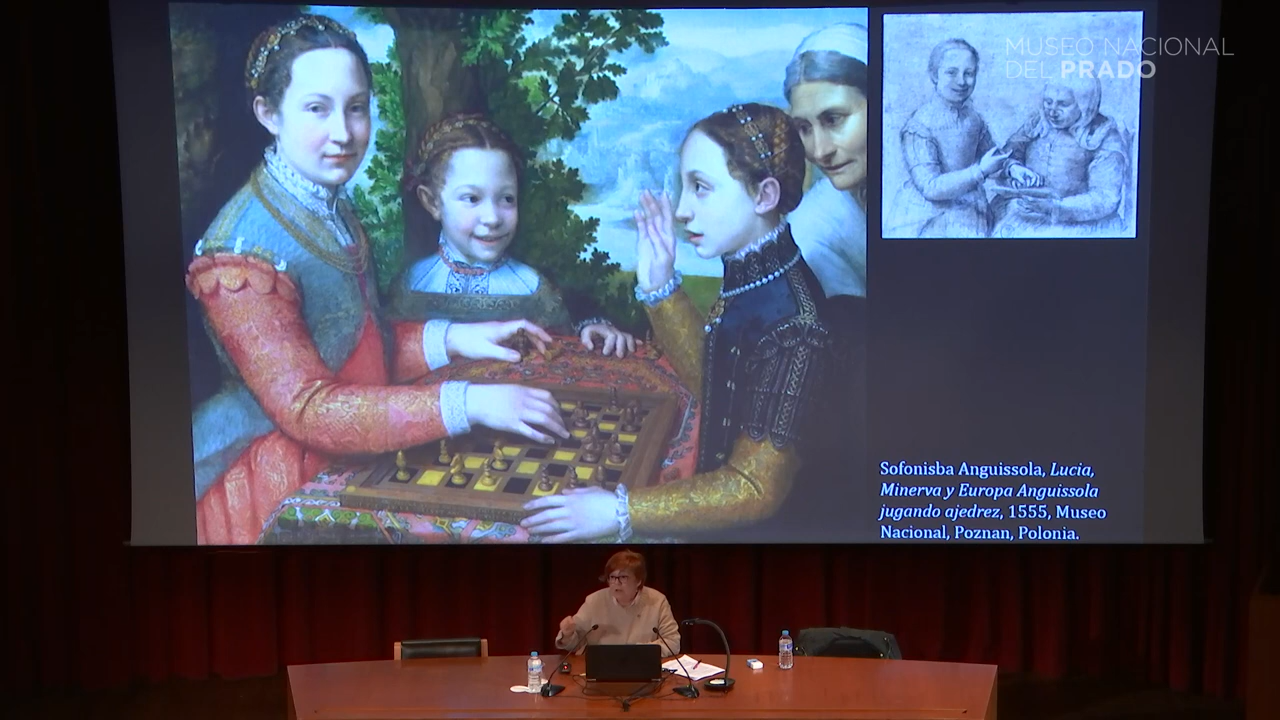 MUSEO NACIONAL
DEL PRADO
Sofonisba Anguissola, Lucia,
Minerva y Europa Anguissola
jugando ajedrez, 1555, Museo
Nacional, Poznan, Polonia.